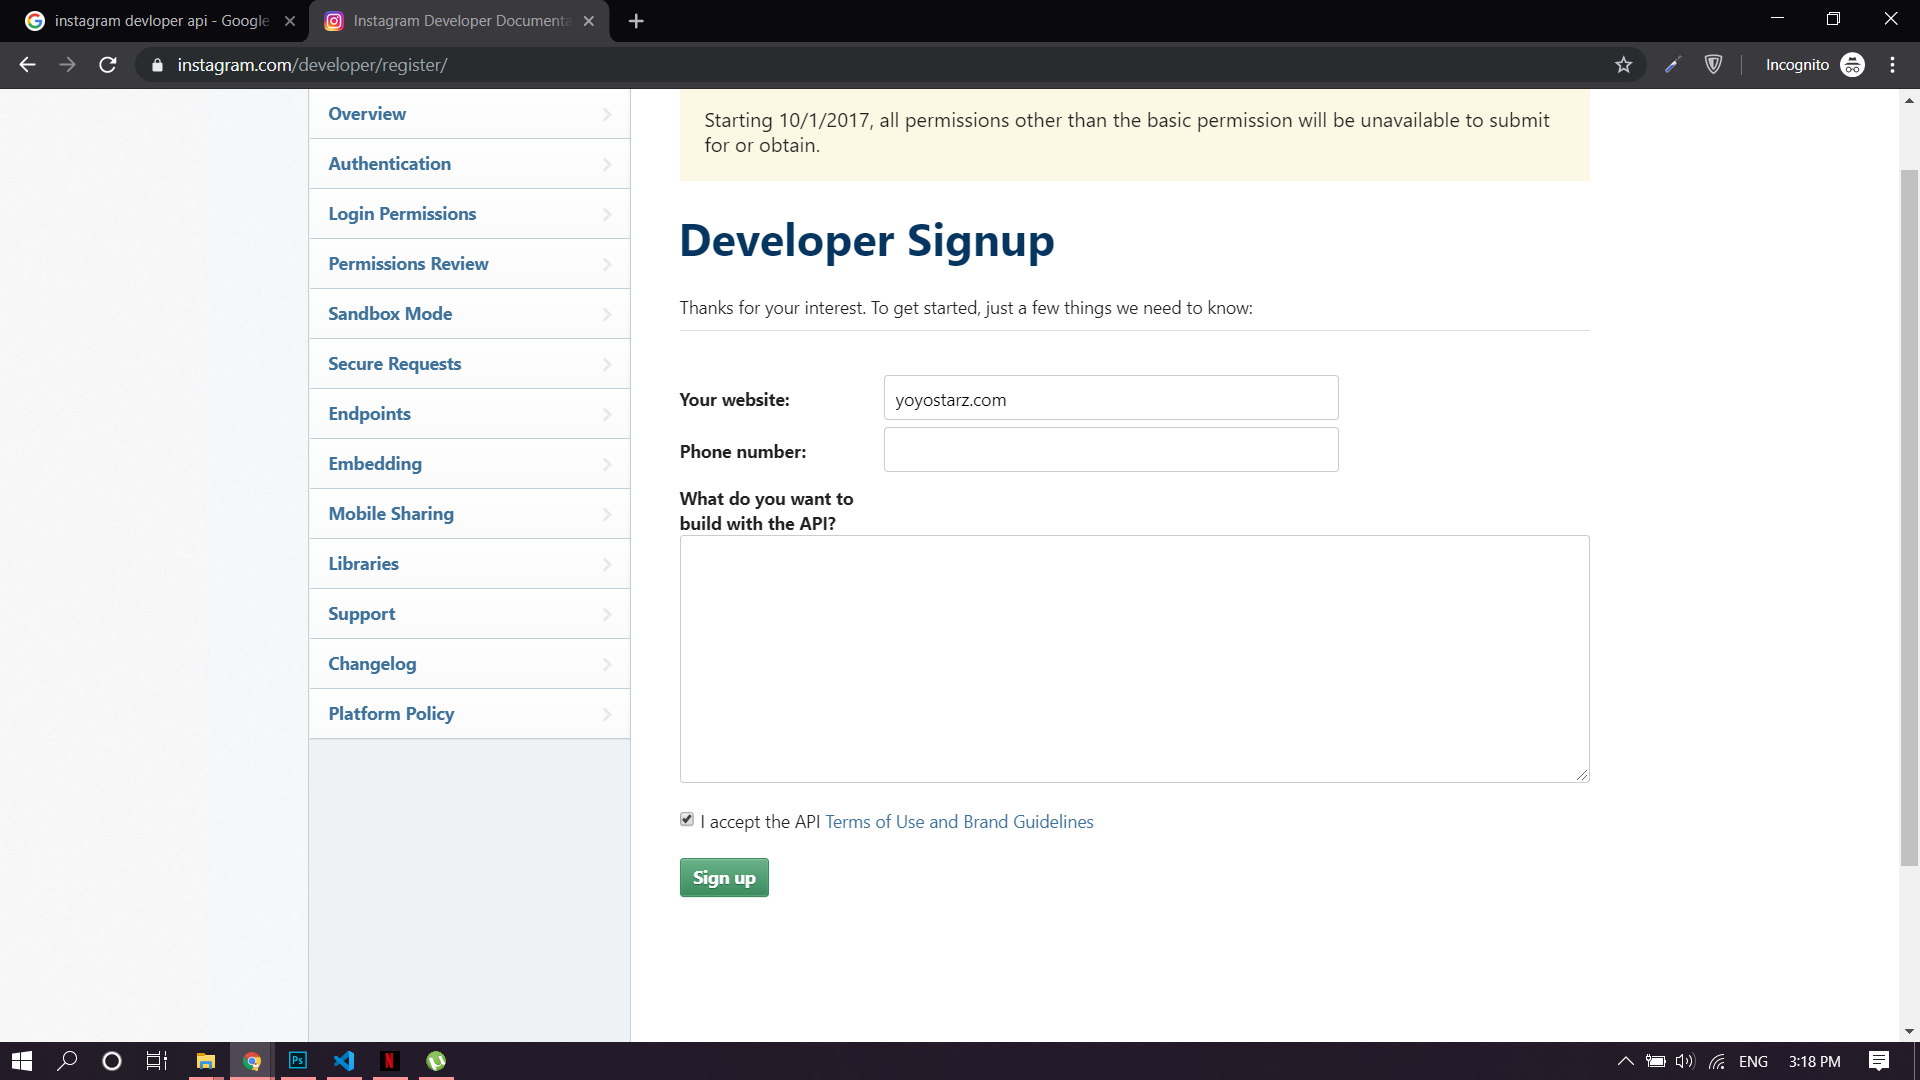 instagram devloper api - Google
Instagram Developer Documenta
instagram.com/developer/register/
Incognito
Overview
Authentication
Login Permissions
Permissions Review
Sandbox Mode
Secure Requests
Endpoints
Embedding
Mobile Sharing
Libraries
Support
Changelog
Platform Policy
Starting 10/1/2017, all permissions other than the basic permission will be unavailable to submit
for or obtain.
Developer Signup
Thanks for your interest. To get started, just a few things we need to know:
Your website:
yoyostarz.com
Phone number:
What do you want to
build with the API?
I accept the API Terms of Use and Brand Guidelines
Sign up
Ps
N
ENG
3:18 PM